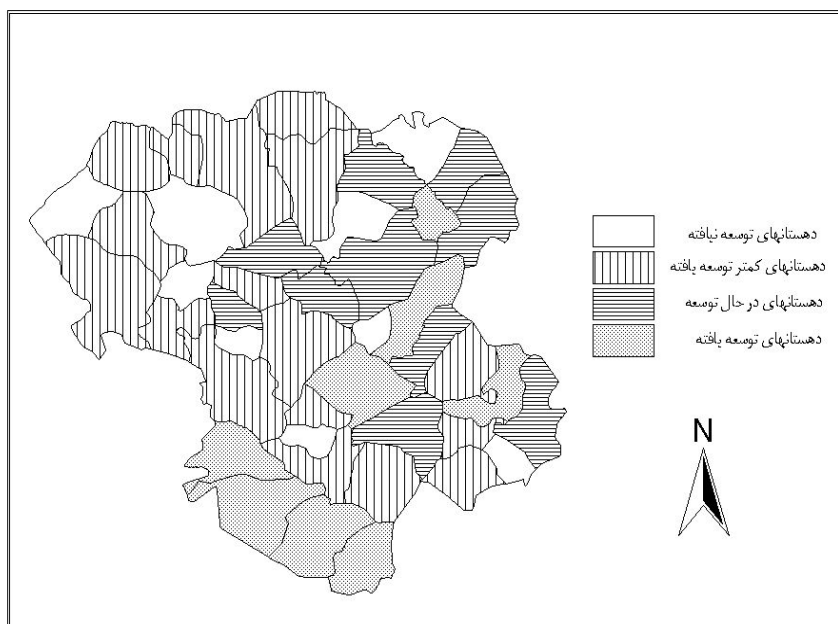 دهستانهای توسعه نیافته
دهستانهای کمتر توسعه یافته
دهستانهای در حال توسعه
دهستانهای توسعه یافته
N